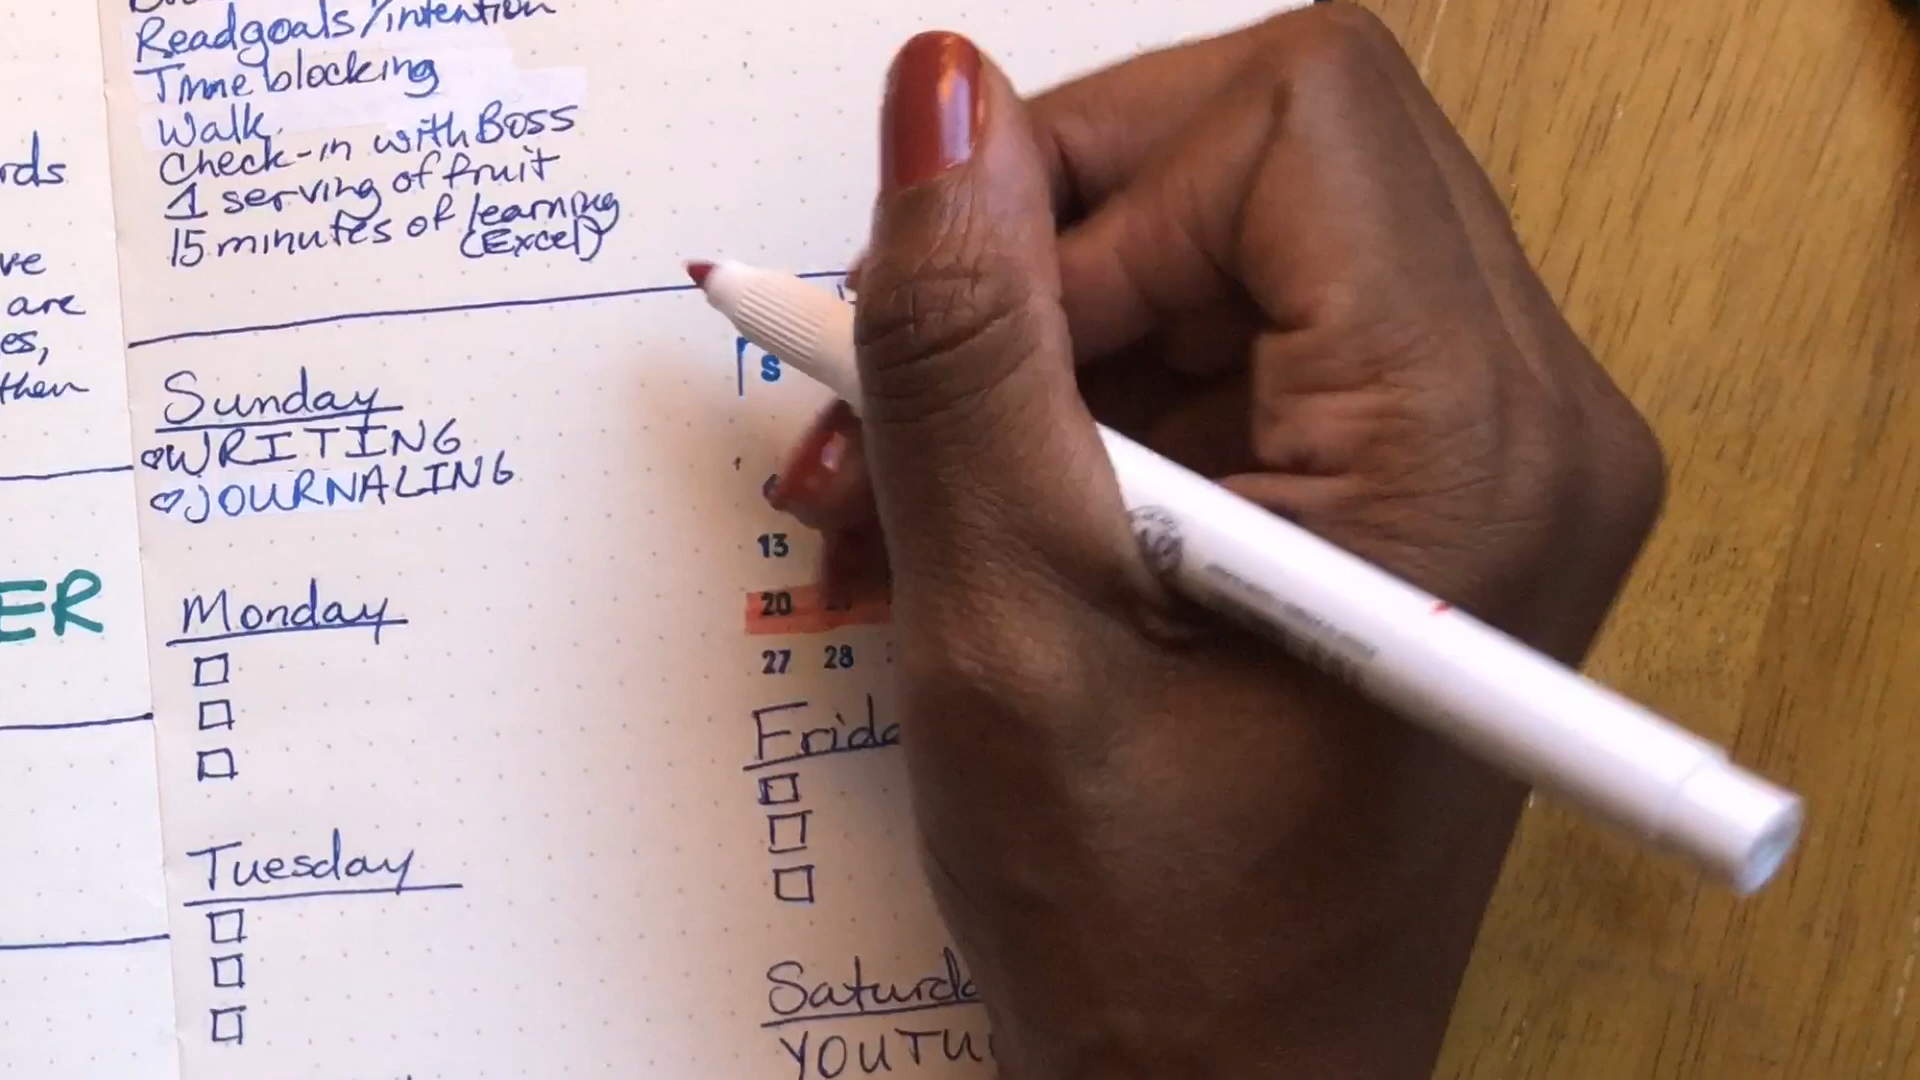 Readgoals/intention
Time blocking
Walk
Check-in with Boss
1 serving of fruit
15 minutes of learning
(Excel)
rds
ve
are
es,
then
ER
Sunday
WRITING
JOURNALING
Monday
Tuesday
S
13
20
27 28
Frida
Saturda
YOUTU